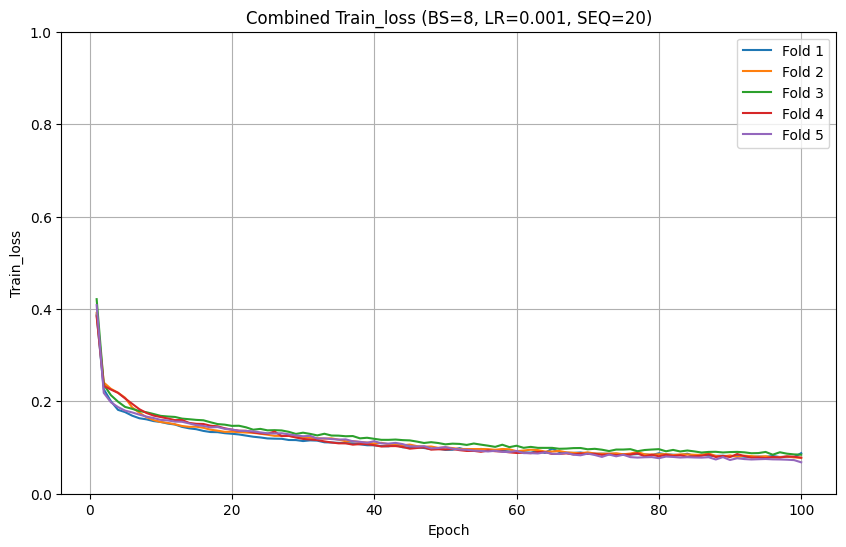 Combined Train_loss (BS=8, LR=0.001, SEQ=20)
1.0
0.8
0.6
0.4
0.2
0.0
Train_loss
0
20
40
60
80
100
Epoch
Fold 1
Fold 2
Fold 3
Fold 4
Fold 5